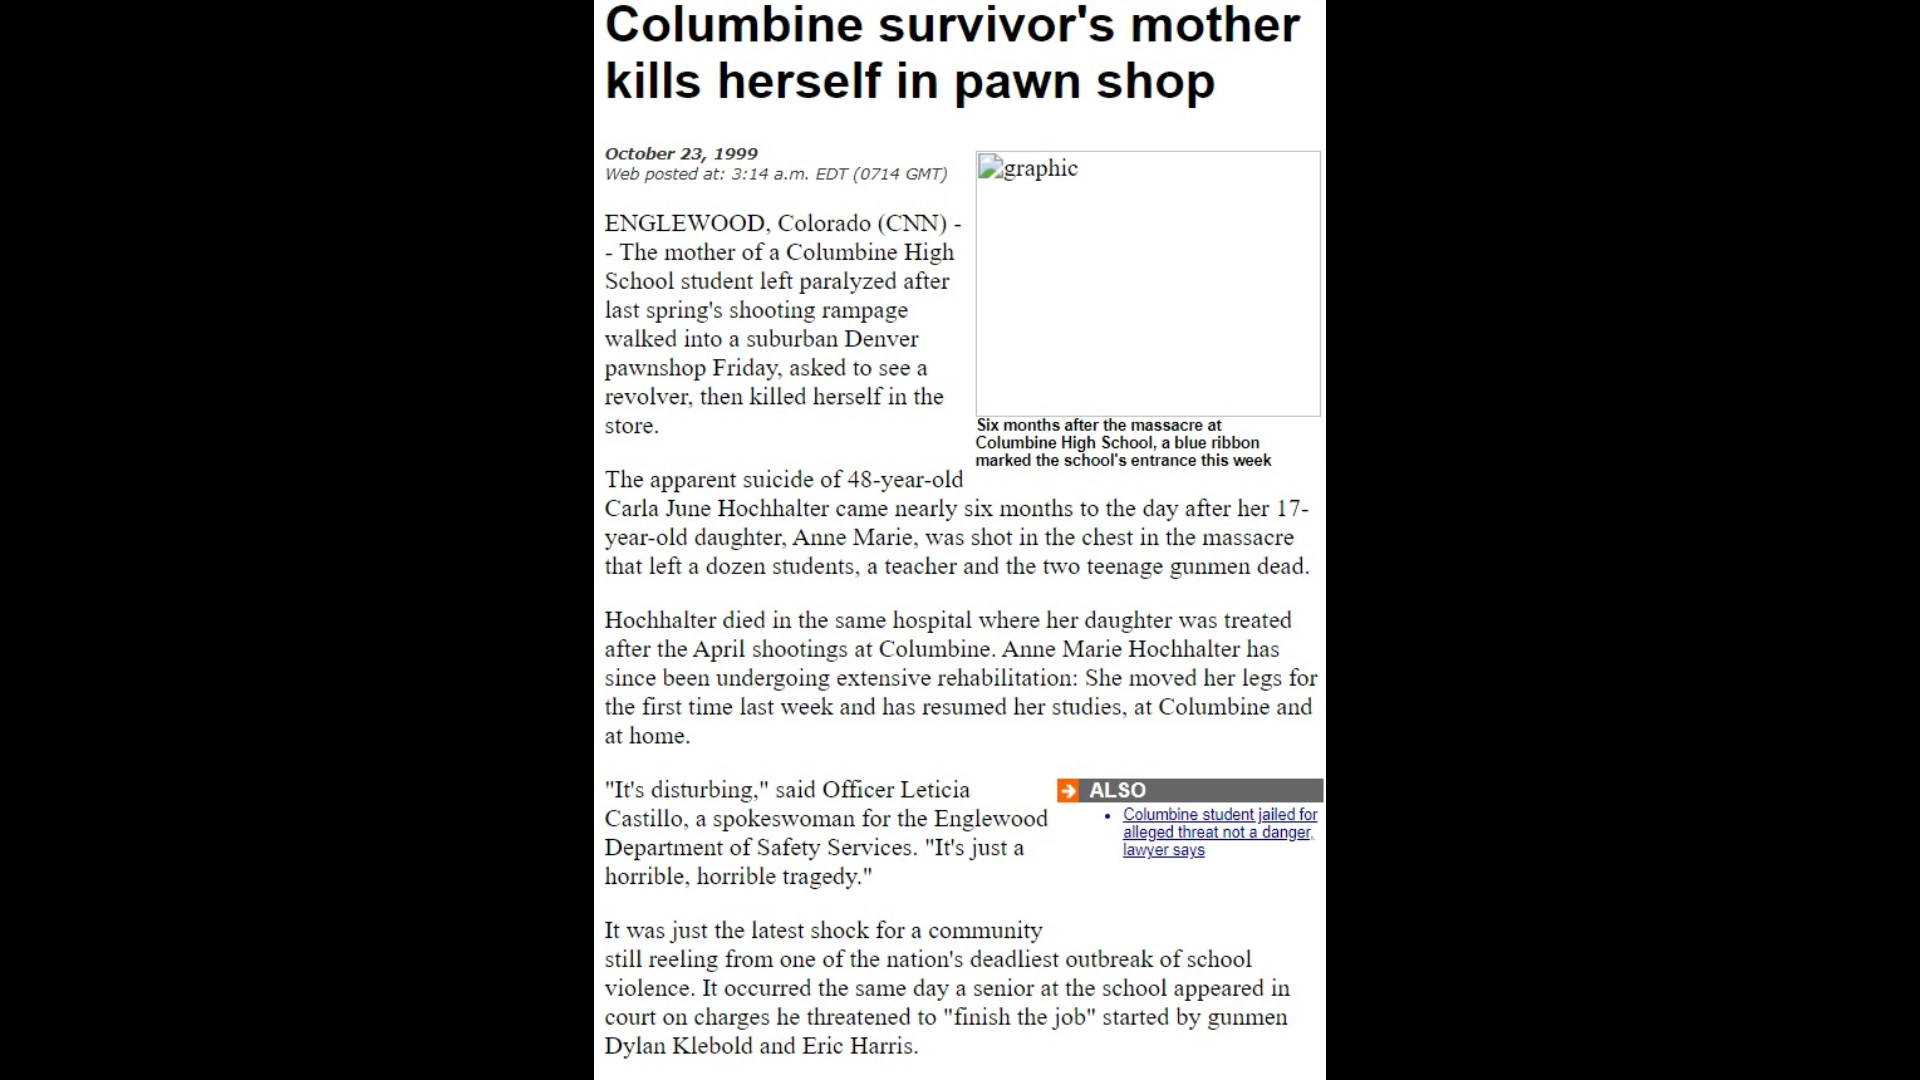 Columbine survivor's mother
kills herself in pawn shop
October 23, 1999
Web posted at: 3:14 a.m. EDT (0714 GMT)
graphic
Six months after the massacre at
Columbine High School, a blue ribbon
marked the school's entrance this week
ENGLEWOOD, Colorado (CNN) -
- The mother of a Columbine High
School student left paralyzed after
last spring's shooting rampage
walked into a suburban Denver
pawnshop Friday, asked to see a
revolver, then killed herself in the
store.
The apparent suicide of 48-year-old
Carla June Hochhalter came nearly six months to the day after her 17-
year-old daughter, Anne Marie, was shot in the chest in the massacre
that left a dozen students, a teacher and the two teenage gunmen dead.
Hochhalter died in the same hospital where her daughter was treated
after the April shootings at Columbine. Anne Marie Hochhalter has
since been undergoing extensive rehabilitation: She moved her legs for
the first time last week and has resumed her studies, at Columbine and
at home.
ALSO
• Columbine student jailed for
alleged threat not a danger,
lawyer says
"It's disturbing," said Officer Leticia
Castillo, a spokeswoman for the Englewood
Department of Safety Services. "It's just a
horrible, horrible tragedy."
It was just the latest shock for a community
still reeling from one of the nation's deadliest outbreak of school
violence. It occurred the same day a senior at the school appeared in
court on charges he threatened to "finish the job" started by gunmen
Dylan Klebold and Eric Harris.